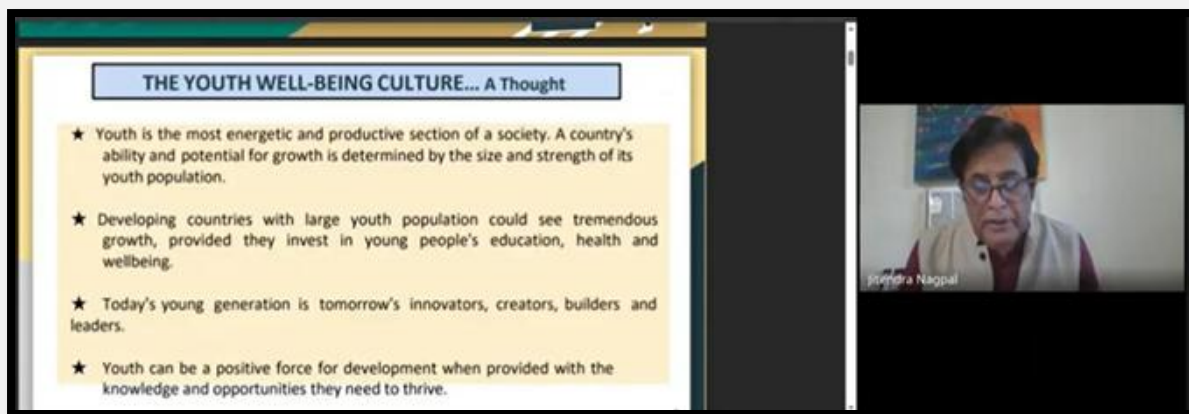 THE YOUTH WELL-BEING CULTURE... A Thought
★ Youth is the most energetic and productive section of a society. A country's
ability and potential for growth is determined by the size and strength of its
youth population.
★ Developing countries with large youth population could see tremendous
growth, provided they invest in young people's education, health and
wellbeing.
★ Today's young generation is tomorrow's innovators, creators, builders and
leaders.
★ Youth can be a positive force for development when provided with the
knowledge and opportunities they need to thrive.
Jitendra Nagpal